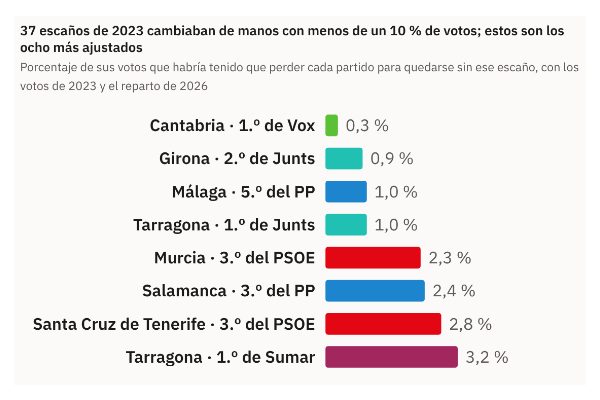 37 escaños de 2023 cambiaban de manos con menos de un 10 % de votos; estos son los
ocho más ajustados
Porcentaje de sus votos que habría tenido que perder cada partido para quedarse sin ese escaño, con los
votos de 2023 y el reparto de 2026
Cantabria · 1.º de Vox 0,3 %
Girona · 2.º de Junts 0,9 %
Málaga · 5.º del PP 1,0 %
Tarragona · 1.º de Junts 1,0 %
Murcia · 3.º del PSOE 2,3 %
Salamanca · 3.º del PP 2,4 %
Santa Cruz de Tenerife · 3.º del PSOE 2,8 %
Tarragona · 1.º de Sumar 3,2 %